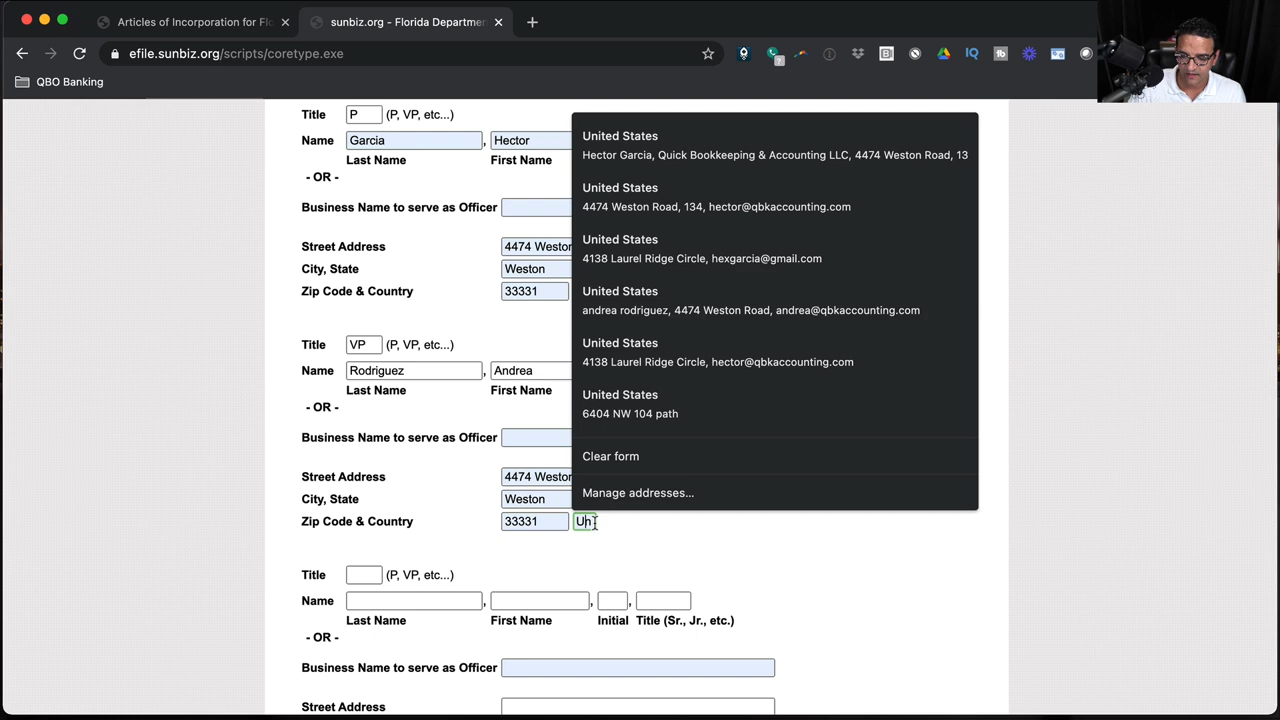 Articles of Incorporation for Fl
sunbiz.org - Florida Departmen
efile.sunbiz.org/scripts/coretype.exe
QBO Banking
Title P (P, VP, etc...)
Name Garcia , Hector
Last Name First Name
- OR -
Business Name to serve as Officer
Street Address 4474 Weston
City, State Weston
Zip Code & Country 33331
United States
Hector Garcia, Quick Bookkeeping & Accounting LLC, 4474 Weston Road, 13
United States
4474 Weston Road, 134, hector@qbkaccounting.com
United States
4138 Laurel Ridge Circle, hexgarcia@gmail.com
United States
andrea rodriguez, 4474 Weston Road, andrea@qbkaccounting.com
United States
4138 Laurel Ridge Circle, hector@qbkaccounting.com
United States
6404 NW 104 path
Clear form
Manage addresses...
Title VP (P, VP, etc...)
Name Rodriguez , Andrea
Last Name First Name
- OR -
Business Name to serve as Officer
Street Address 4474 Weston
City, State Weston
Zip Code & Country 33331 Un
Title (P, VP, etc...)
Name , , ,
Last Name First Name Initial Title (Sr., Jr., etc.)
- OR -
Business Name to serve as Officer
Street Address